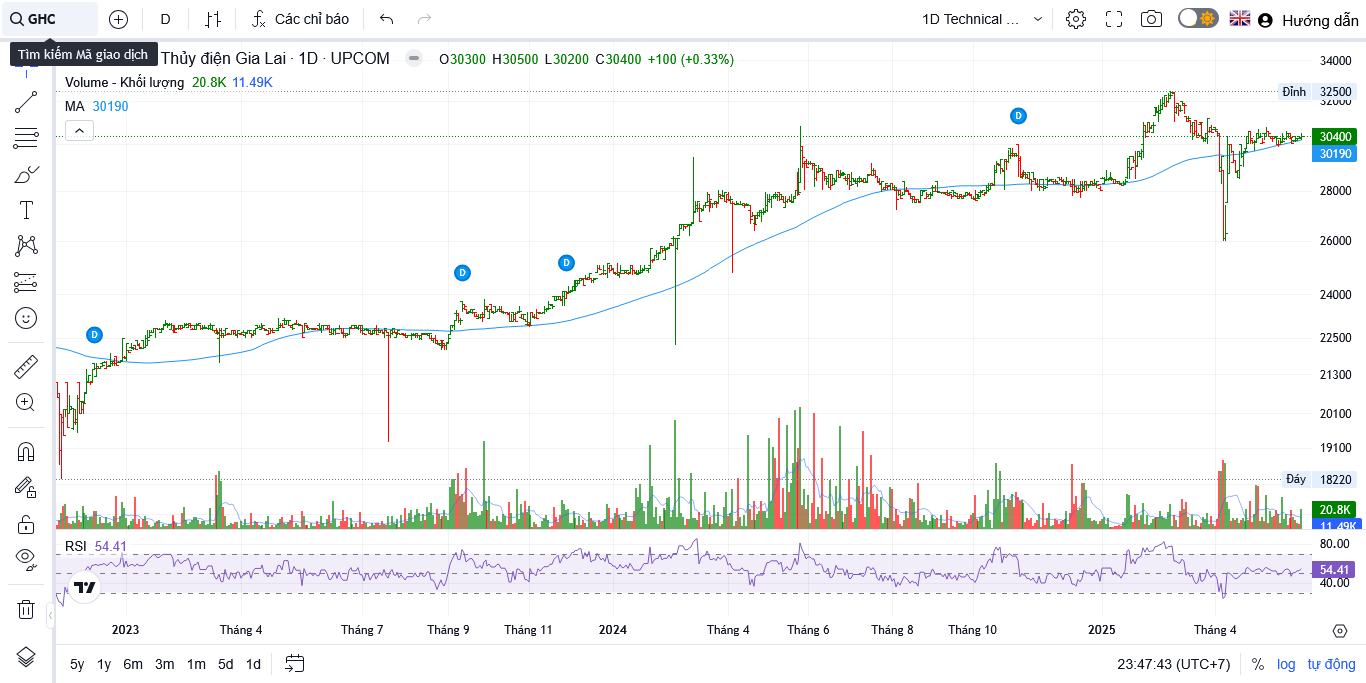 GHC
D
Các chỉ báo
1D Technical ...
Hướng dẫn
Tìm kiếm Mã giao dịch
Thủy điện Gia Lai · 1D · UPCOM
O30300 H30500 L30200 C30400 +100 (+0.33%)
Volume - Khối lượng 20.8K 11.49K
MA 30190
34000
Đỉnh 32500
32000
30400
30190
28000
26000
24000
22500
21300
20100
19100
Đáy 18220
20.8K
11.49K
D
D
D
D
RSI 54.41
80.00
54.41
40.00
2023 Tháng 4 Tháng 7 Tháng 9 Tháng 11 2024 Tháng 4 Tháng 6 Tháng 8 Tháng 10 2025 Tháng 4
5y 1y 6m 3m 1m 5d 1d
23:47:43 (UTC+7) % log tự động